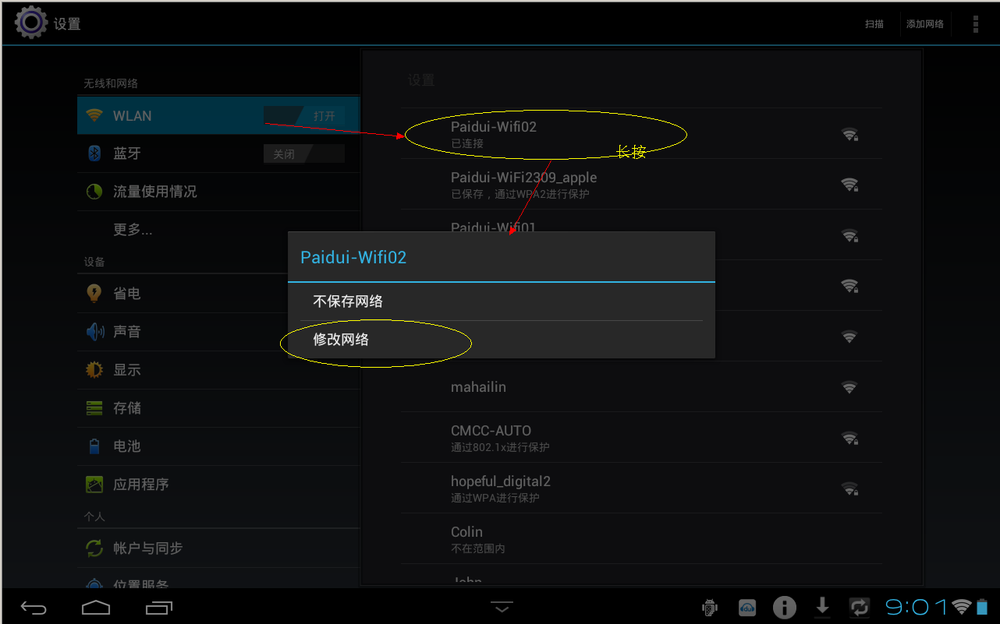 设置
扫描
添加网络
无线和网络
WLAN
打开
蓝牙
关闭
流量使用情况
更多...
设备
省电
声音
显示
存储
电池
应用程序
个人
帐户与同步
位置服务
设置
Paidui-Wifi02
已连接
长按
Paidui-WiFi2309_apple
已保存，通过WPA2进行保护
Paidui-Wifi01
Paidui-Wifi02
不保存网络
修改网络
mahailin
CMCC-AUTO
通过802.1x进行保护
hopeful_digital2
通过WPA进行保护
Colin
不在范围内
John
du
9:01